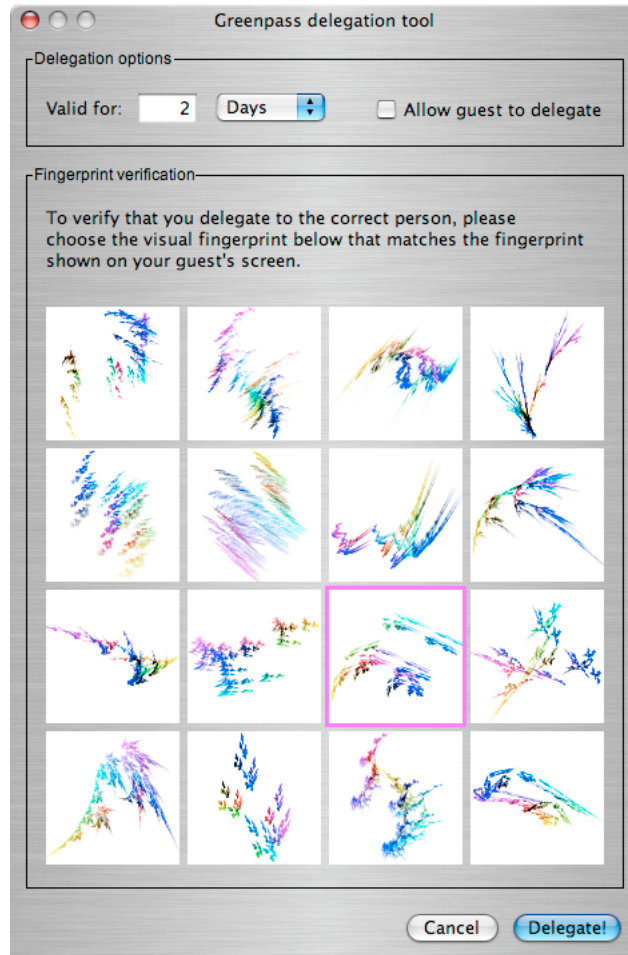 Greenpass delegation tool
Delegation options
Valid for: 2 Days Allow guest to delegate
Fingerprint verification
To verify that you delegate to the correct person, please
choose the visual fingerprint below that matches the fingerprint
shown on your guest's screen.
Cancel Delegate!